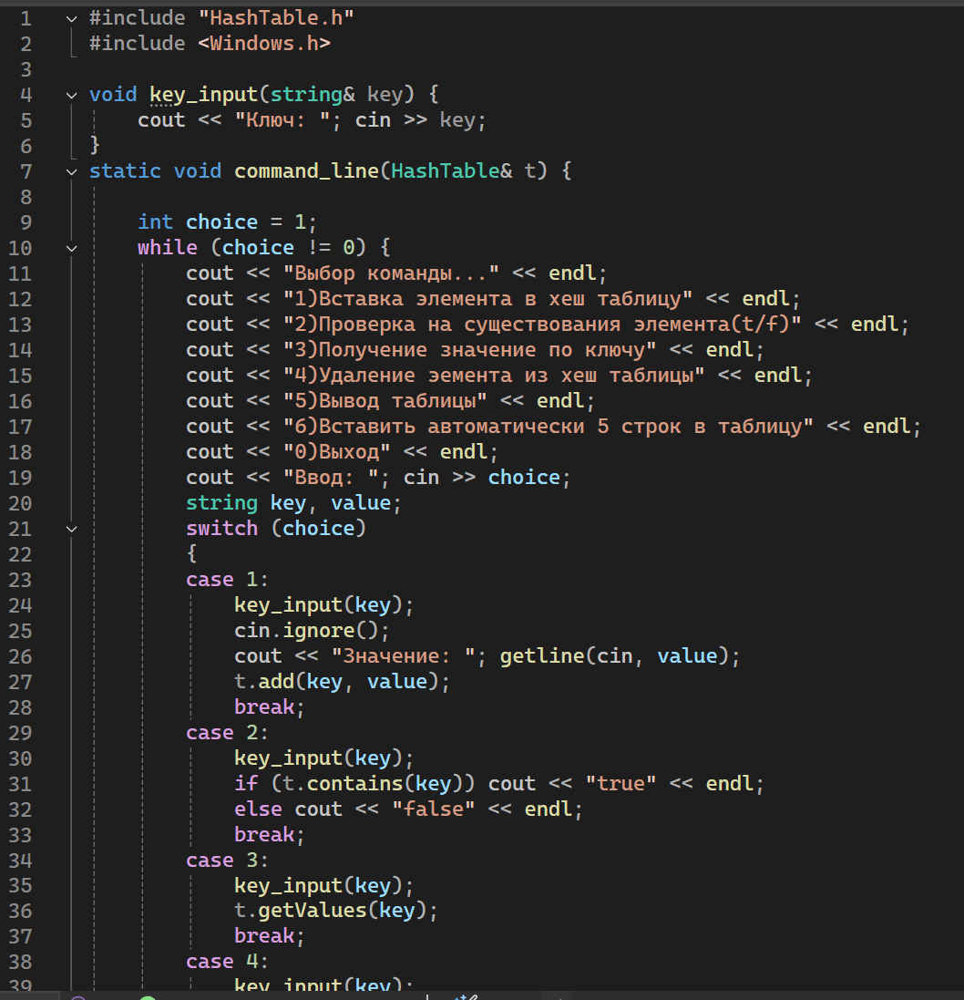 1 #include "HashTable.h"
2 #include <Windows.h>
3
4 void key_input(string& key) {
5 cout << "Ключ: "; cin >> key;
6 }
7 static void command_line(HashTable& t) {
8
9 int choice = 1;
10 while (choice != 0) {
11 cout << "Выбор команды..." << endl;
12 cout << "1)Вставка элемента в хеш таблицу" << endl;
13 cout << "2)Проверка на существования элемента(t/f)" << endl;
14 cout << "3)Получение значение по ключу" << endl;
15 cout << "4)Удаление эемента из хеш таблицы" << endl;
16 cout << "5)Вывод таблицы" << endl;
17 cout << "6)Вставить автоматически 5 строк в таблицу" << endl;
18 cout << "0)Выход" << endl;
19 cout << "Ввод: "; cin >> choice;
20 string key, value;
21 switch (choice)
22 {
23 case 1:
24 key_input(key);
25 cin.ignore();
26 cout << "Значение: "; getline(cin, value);
27 t.add(key, value);
28 break;
29 case 2:
30 key_input(key);
31 if (t.contains(key)) cout << "true" << endl;
32 else cout << "false" << endl;
33 break;
34 case 3:
35 key_input(key);
36 t.getValues(key);
37 break;
38 case 4:
39 key_input(key);